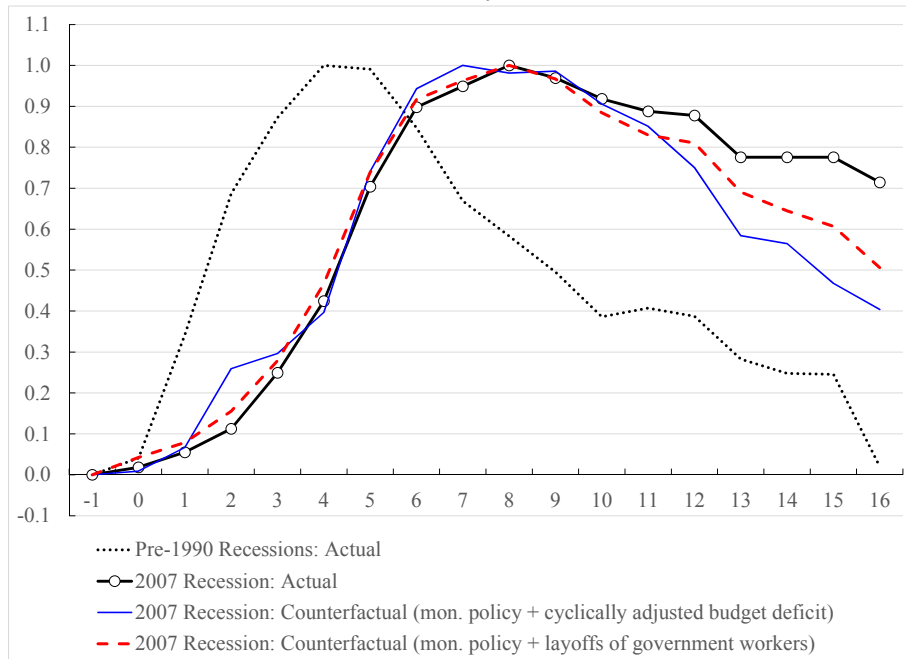 1.1
1.0
0.9
0.8
0.7
0.6
0.5
0.4
0.3
0.2
0.1
0.0
-0.1
-1 0 1 2 3 4 5 6 7 8 9 10 11 12 13 14 15 16
Pre-1990 Recessions: Actual
2007 Recession: Actual
2007 Recession: Counterfactual (mon. policy + cyclically adjusted budget deficit)
2007 Recession: Counterfactual (mon. policy + layoffs of government workers)